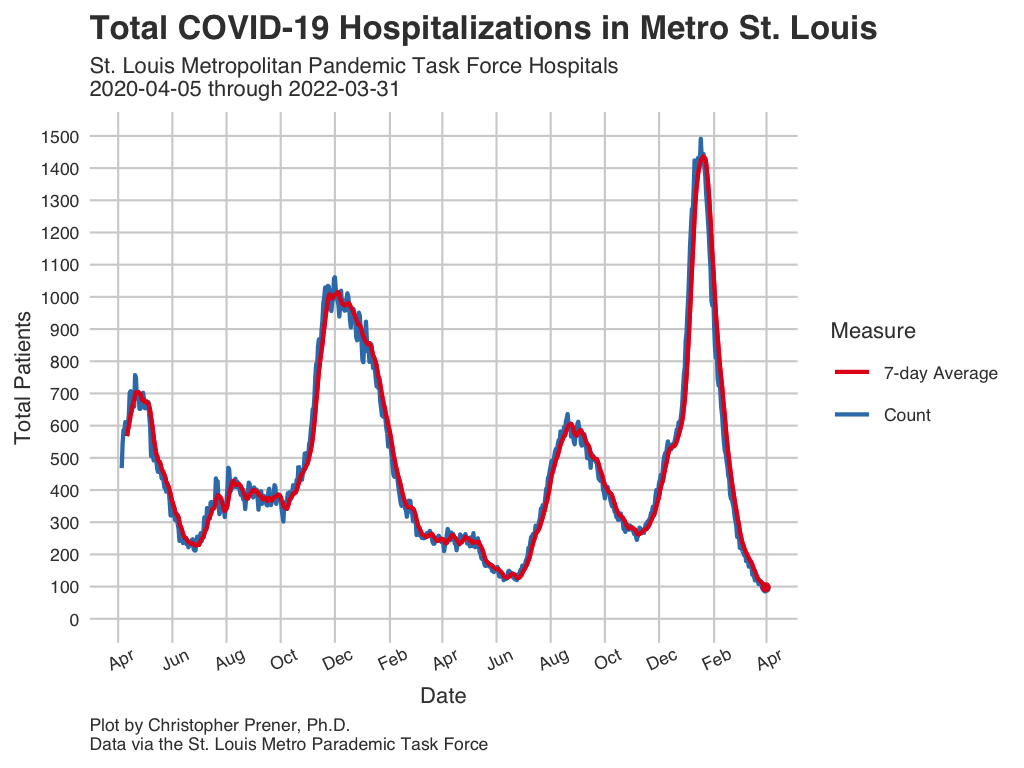 Total COVID-19 Hospitalizations in Metro St. Louis
St. Louis Metropolitan Pandemic Task Force Hospitals
2020-04-05 through 2022-03-31
1500
1400
1300
1200
1100
1000
900
800
700
600
500
400
300
200
100
0
Total Patients
Apr Jun Aug Oct Dec Feb Apr Jun Aug Oct Dec Feb Apr
Date
Measure
7-day Average
Count
Plot by Christopher Prener, Ph.D.
Data via the St. Louis Metro Parademic Task Force